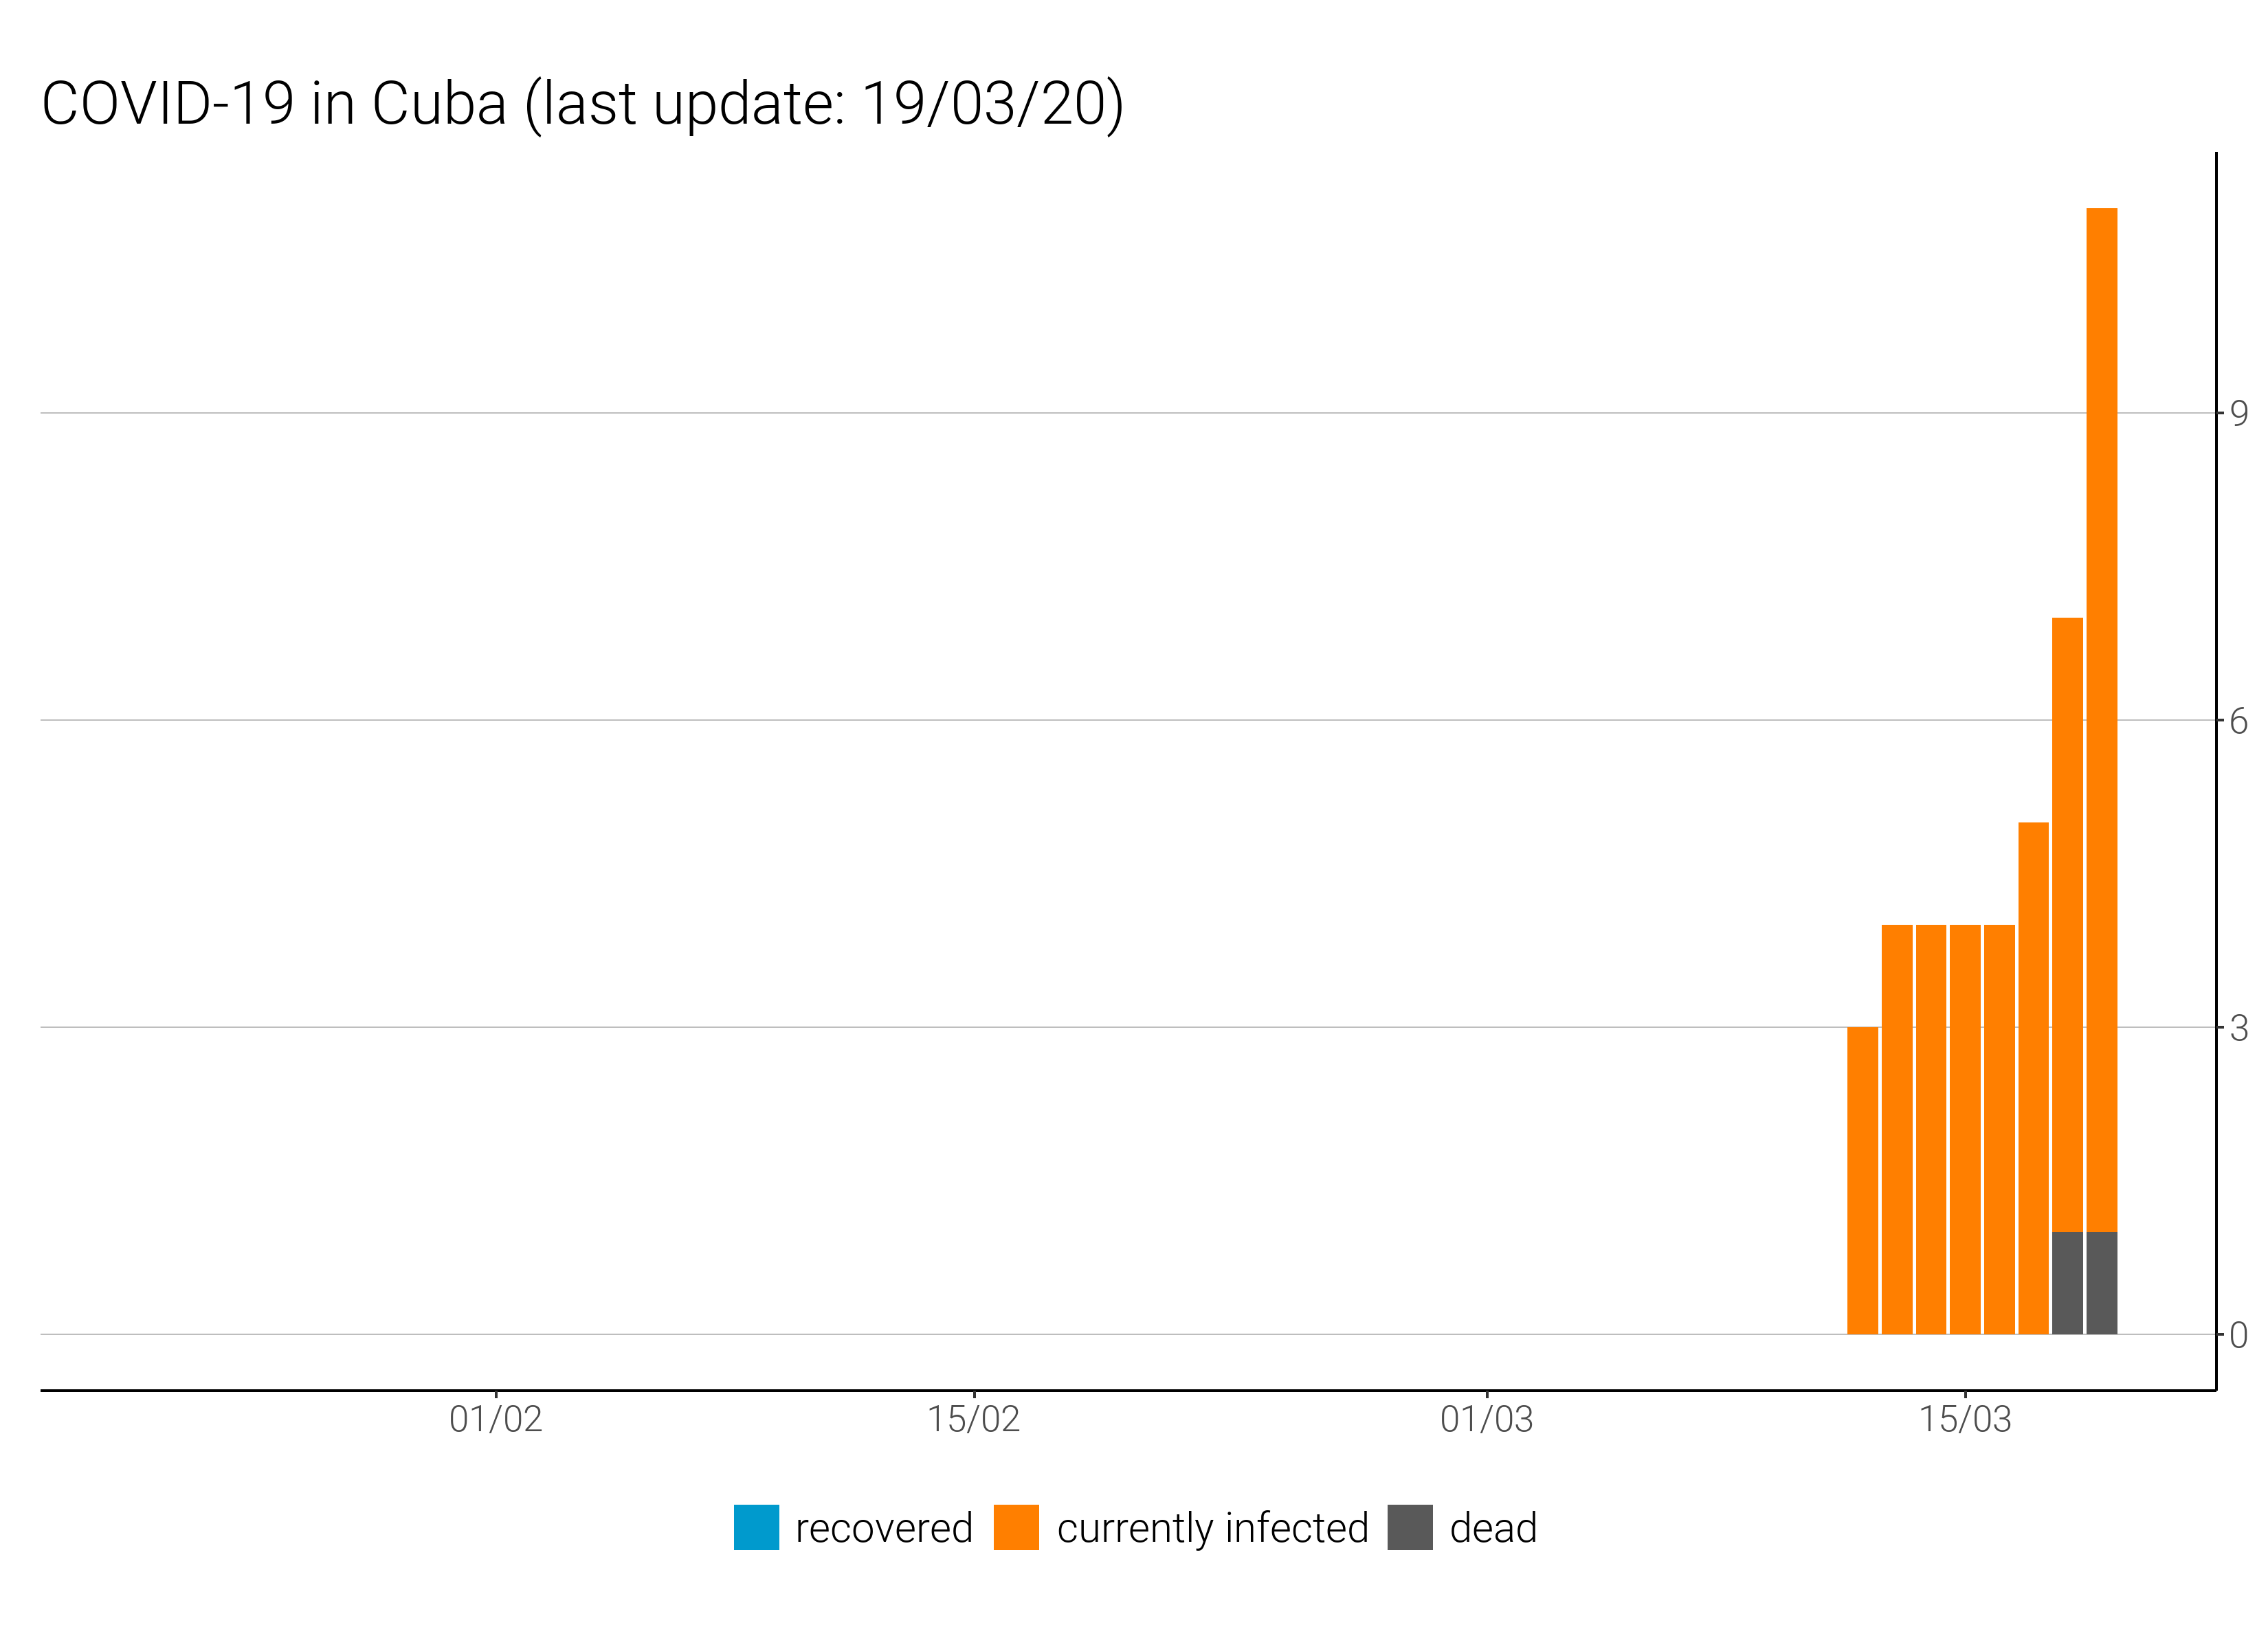 COVID-19 in Cuba (last update: 19/03/20)
9
6
3
0
01/02 15/02 01/03 15/03
recovered currently infected dead